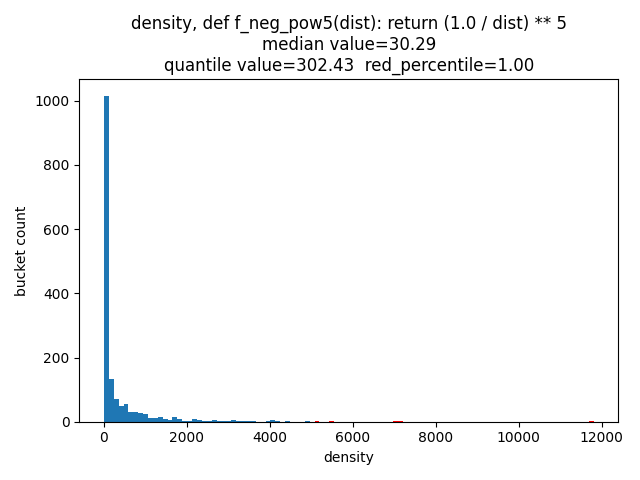 density, def f_neg_pow5(dist): return (1.0 / dist) ** 5
median value=30.29
quantile value=302.43  red_percentile=1.00
1000
800
600
400
200
0
bucket count
0 2000 4000 6000 8000 10000 12000
density